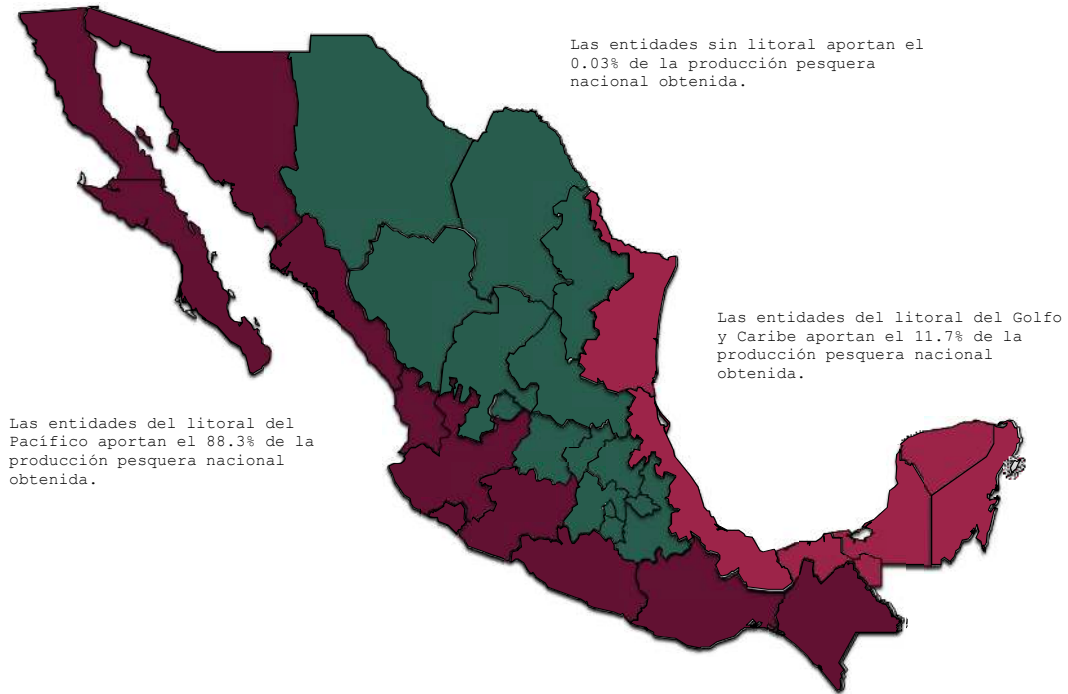 Las entidades sin litoral aportan el
0.03% de la producción pesquera
nacional obtenida.
Las entidades del litoral del Golfo
y Caribe aportan el 11.7% de la
producción pesquera nacional
obtenida.
Las entidades del litoral del
Pacífico aportan el 88.3% de la
producción pesquera nacional
obtenida.